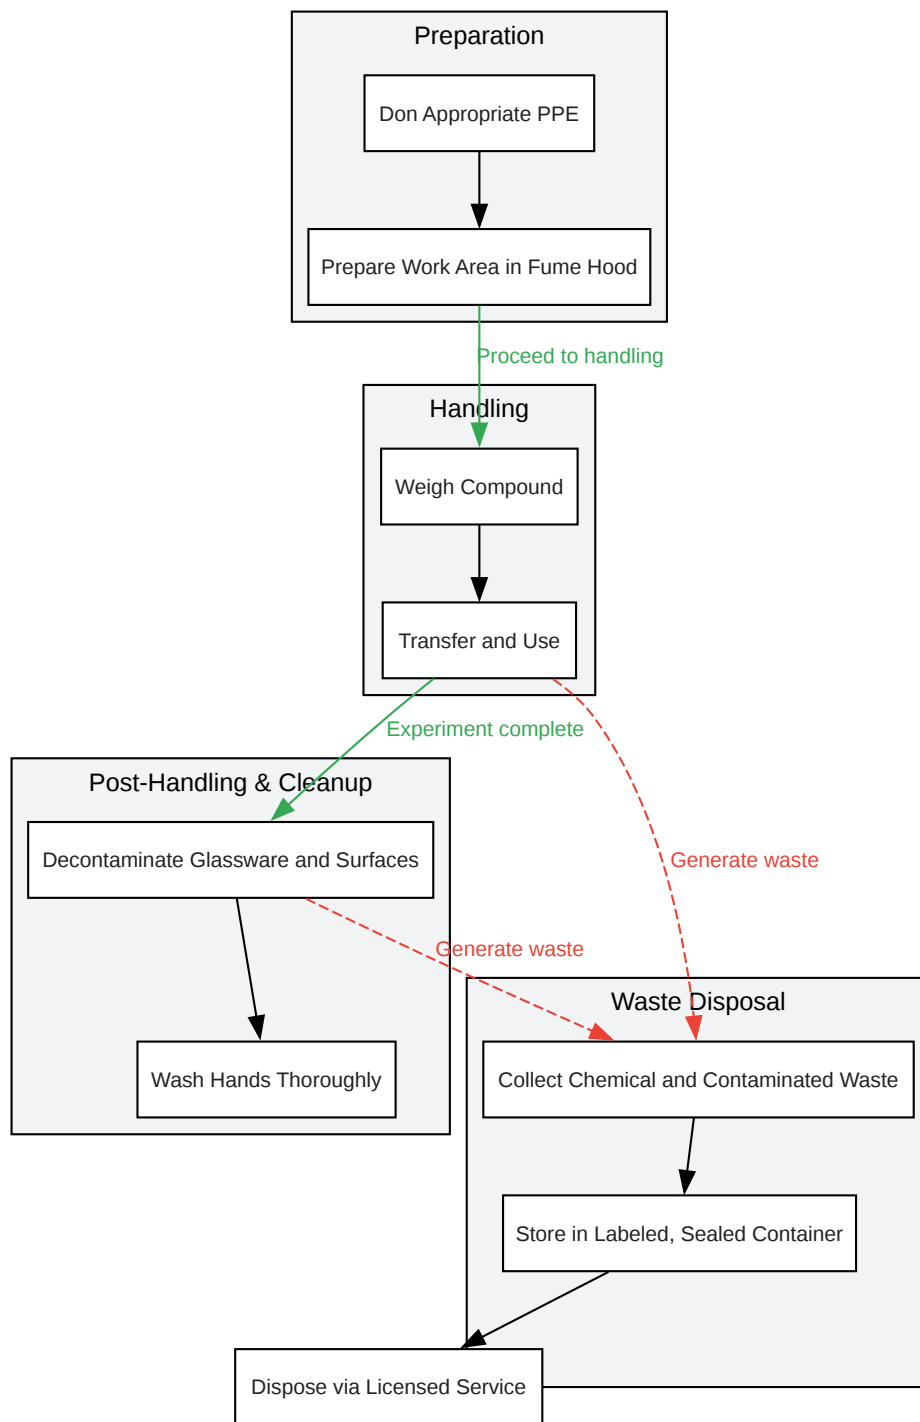 Preparation
Don Appropriate PPE
Prepare Work Area in Fume Hood
Proceed to handling
Handling
Weigh Compound
Transfer and Use
Experiment complete
Post-Handling & Cleanup
Decontaminate Glassware and Surfaces
Generate waste
Generate waste
Waste Disposal
Wash Hands Thoroughly
Collect Chemical and Contaminated Waste
Store in Labeled, Sealed Container
Dispose via Licensed Service